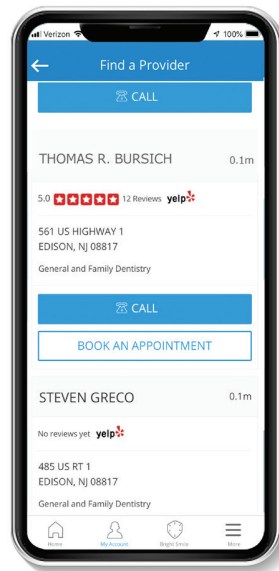 Verizon 100%
Find a Provider
CALL
THOMAS R. BURSICH 0.1m
5.0 12 Reviews yelp
561 US HIGHWAY 1
EDISON, NJ 08817
General and Family Dentistry
CALL
BOOK AN APPOINTMENT
STEVEN GRECO 0.1m
No reviews yet yelp
485 US RT 1
EDISON, NJ 08817
General and Family Dentistry
Home My Account Bright Smile More